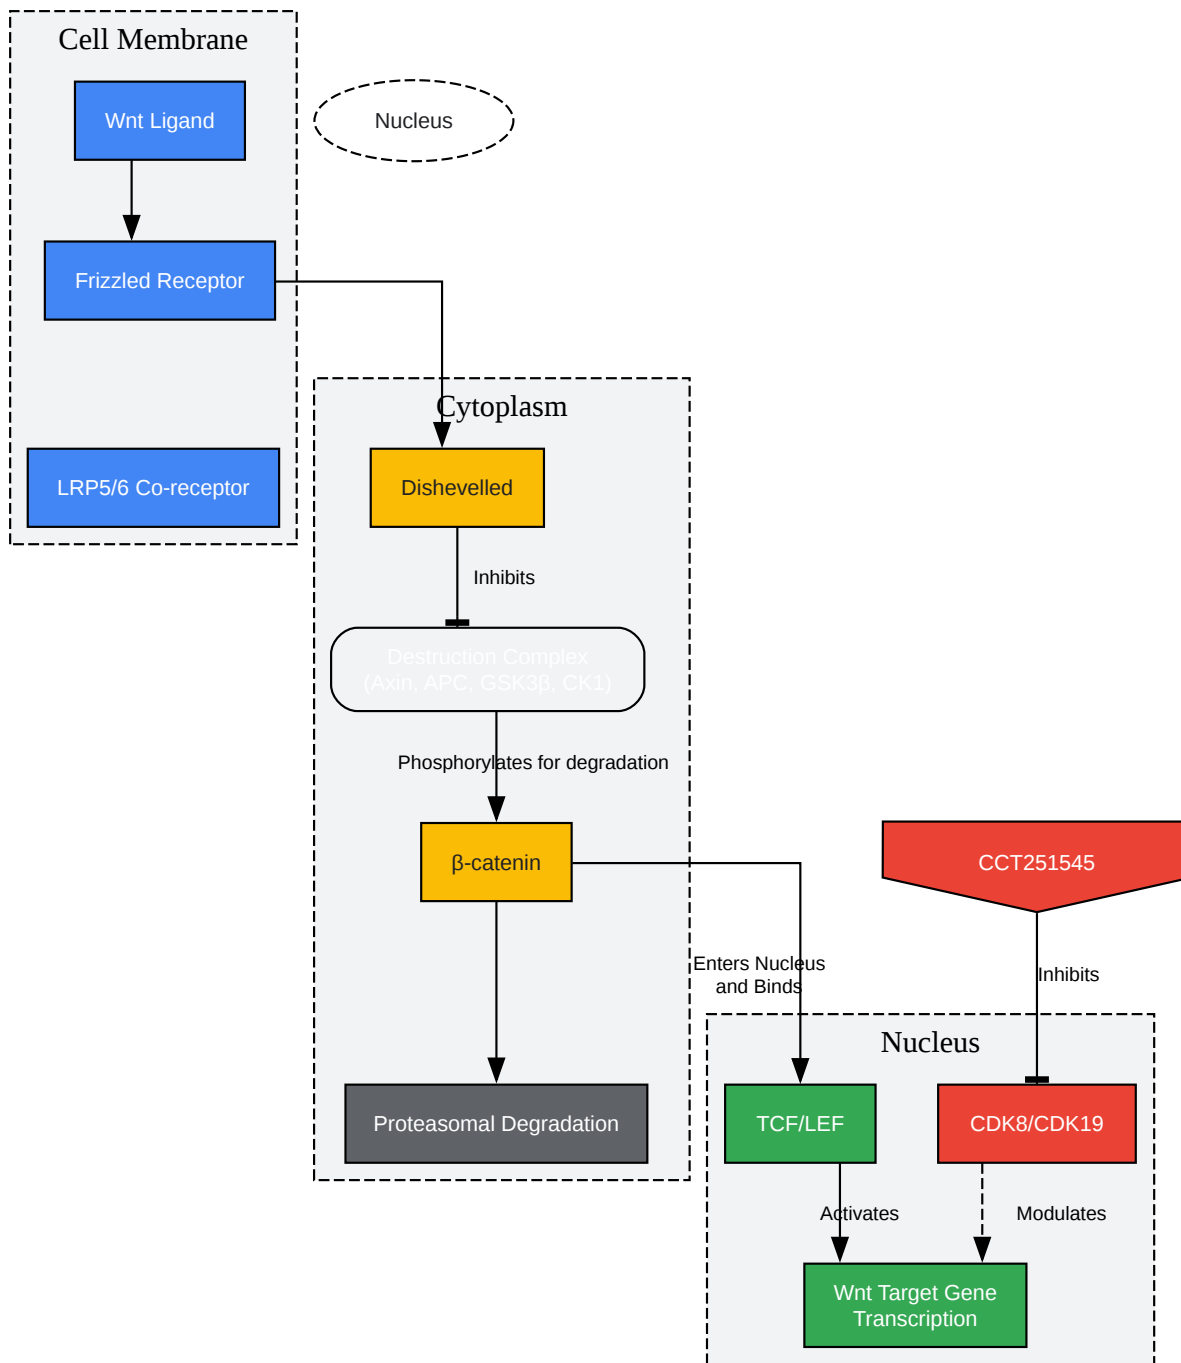 Cell Membrane
Wnt Ligand
Nucleus
Frizzled Receptor
Cytoplasm
LRP5/6 Co-receptor
Dishevelled
Inhibits
Destruction Complex
(Axin, APC, GSK3β, CK1)
Phosphorylates for degradation
β-catenin
CCT251545
Enters Nucleus
and Binds
Inhibits
Nucleus
Proteasomal Degradation
TCF/LEF
CDK8/CDK19
Activates
Modulates
Wnt Target Gene
Transcription